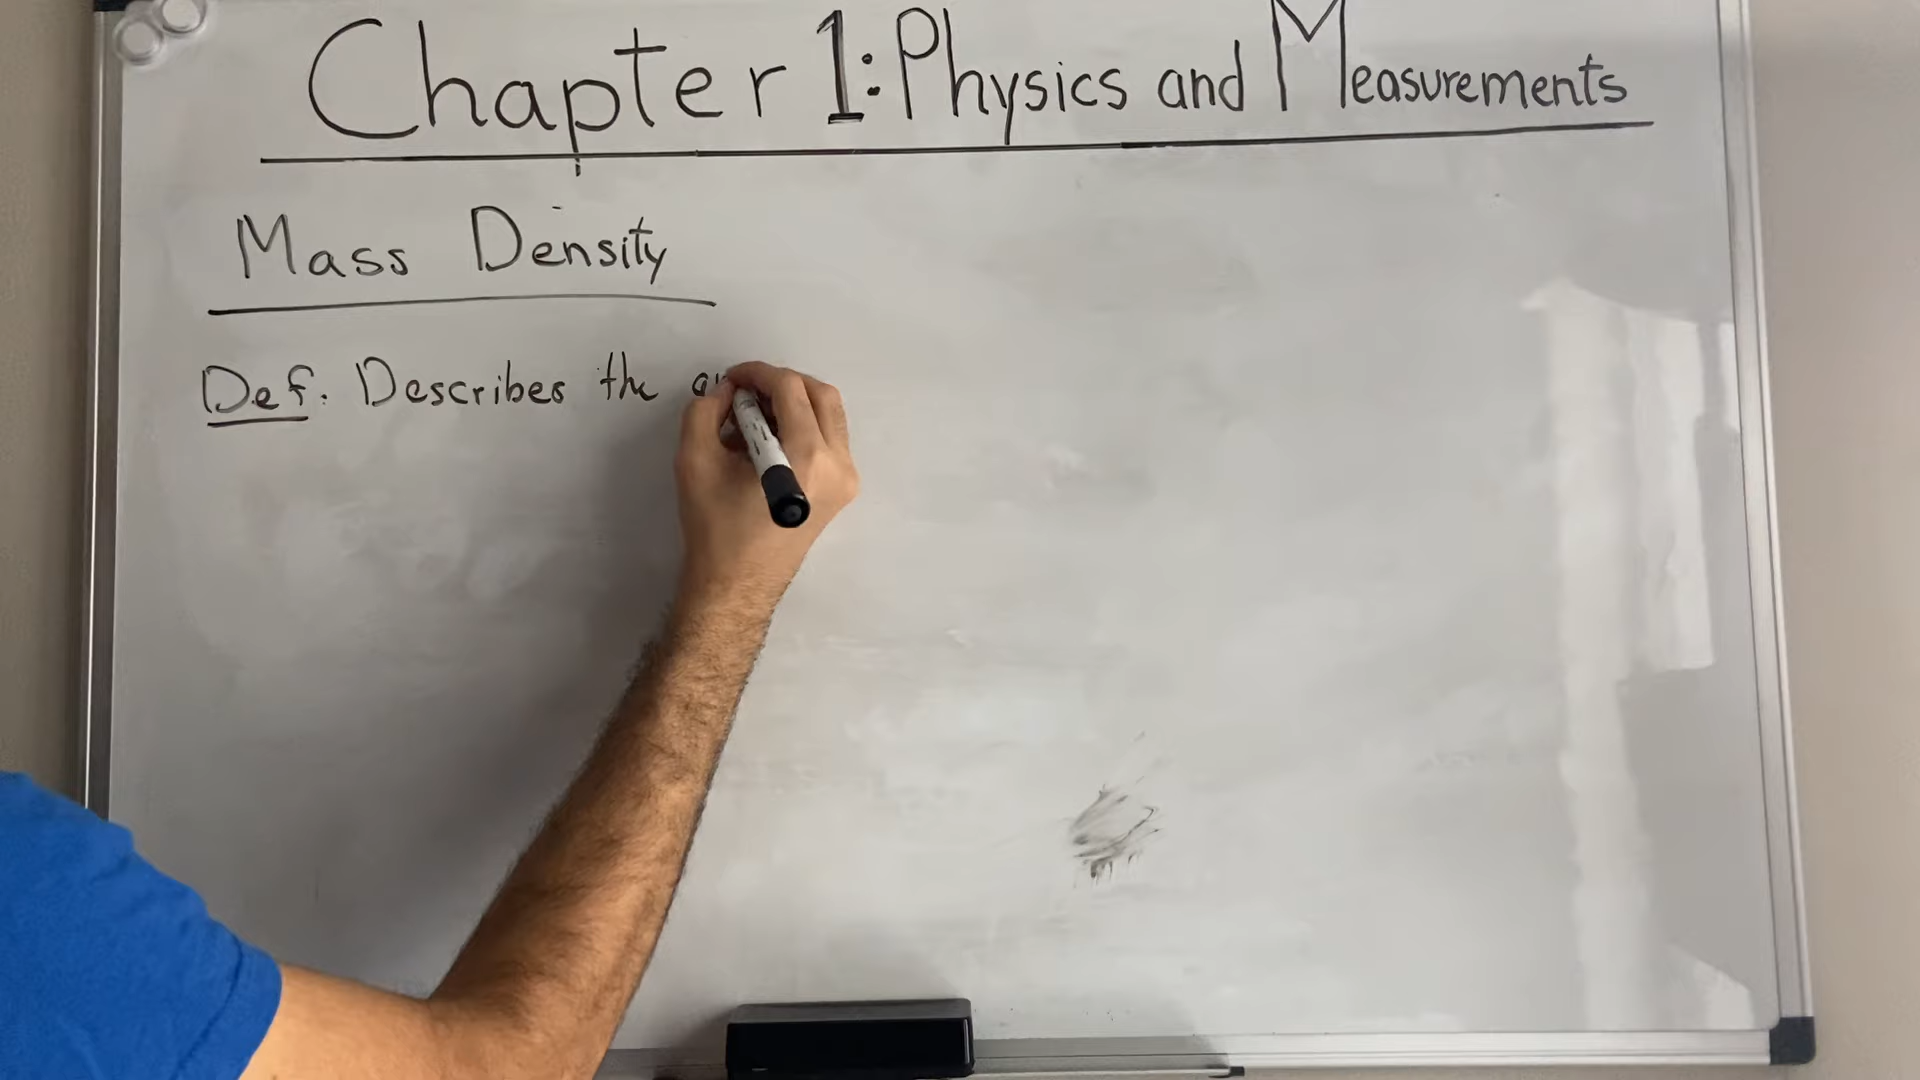 Chapter 1: Physics and Measurements
Mass Density
Def. Describes the